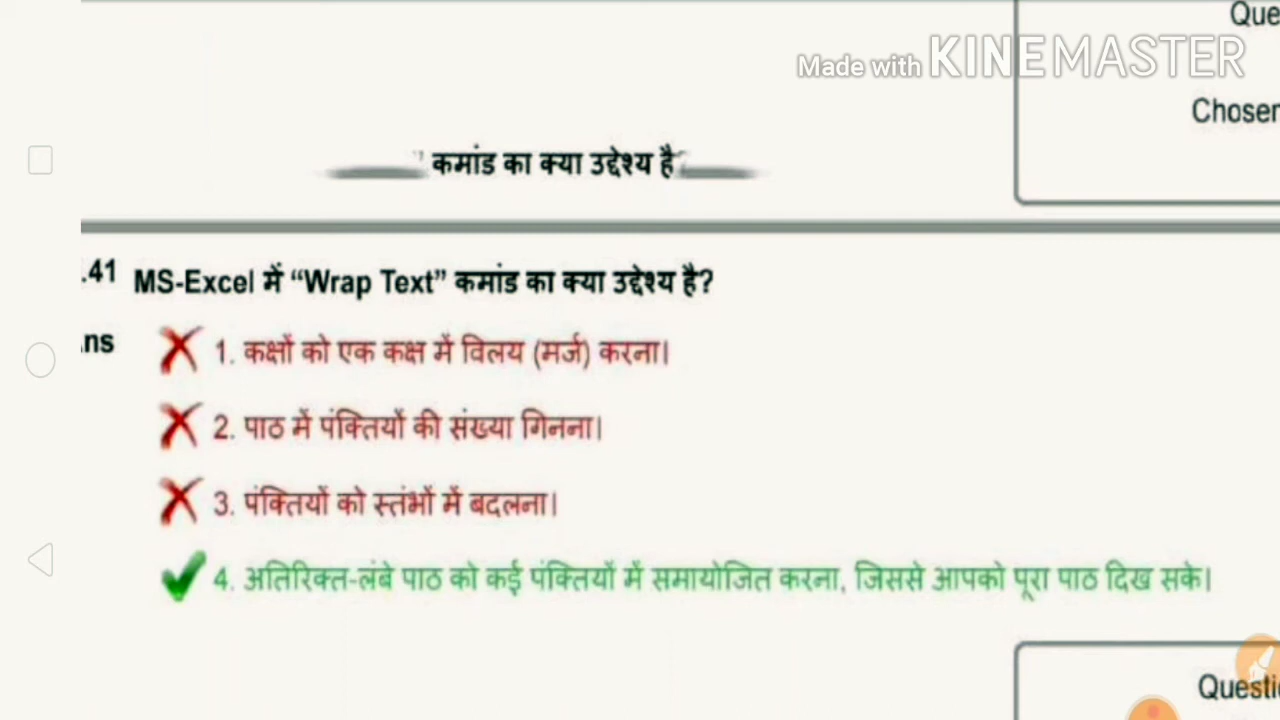 Que
Made with KINEMASTER
Chosen
कमांड का क्या उद्देश्य है
.41 MS-Excel में “Wrap Text” कमांड का क्या उद्देश्य है?
ns 1. कक्षों को एक कक्ष में विलय (मर्ज) करना।
2. पाठ में पंक्तियों की संख्या गिनना।
3. पंक्तियों को स्तंभों में बदलना।
4. अतिरिक्त-लंबे पाठ को कई पंक्तियों में समायोजित करना, जिससे आपको पूरा पाठ दिख सके।
Questi